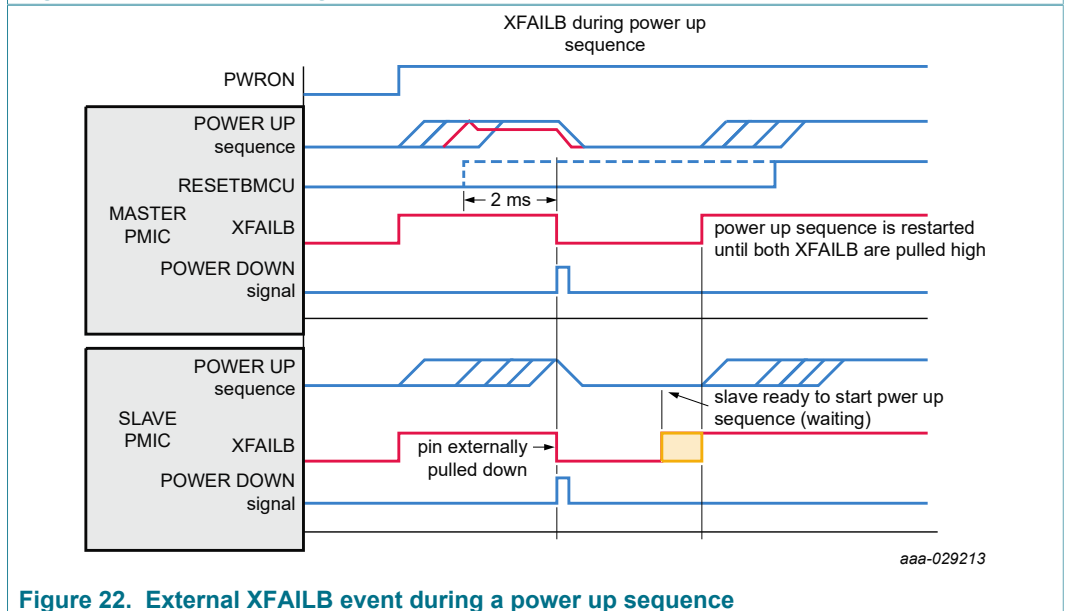 XFAILB during power up
sequence
PWRON
POWER UP
sequence
RESETBMCU
2 ms
MASTER
PMIC
XFAILB
power up sequence is restarted
until both XFAILB are pulled high
POWER DOWN
signal
POWER UP
sequence
slave ready to start pwer up
sequence (waiting)
SLAVE
PMIC
XFAILB
pin externally
pulled down
POWER DOWN
signal
aaa-029213
Figure 22. External XFAILB event during a power up sequence